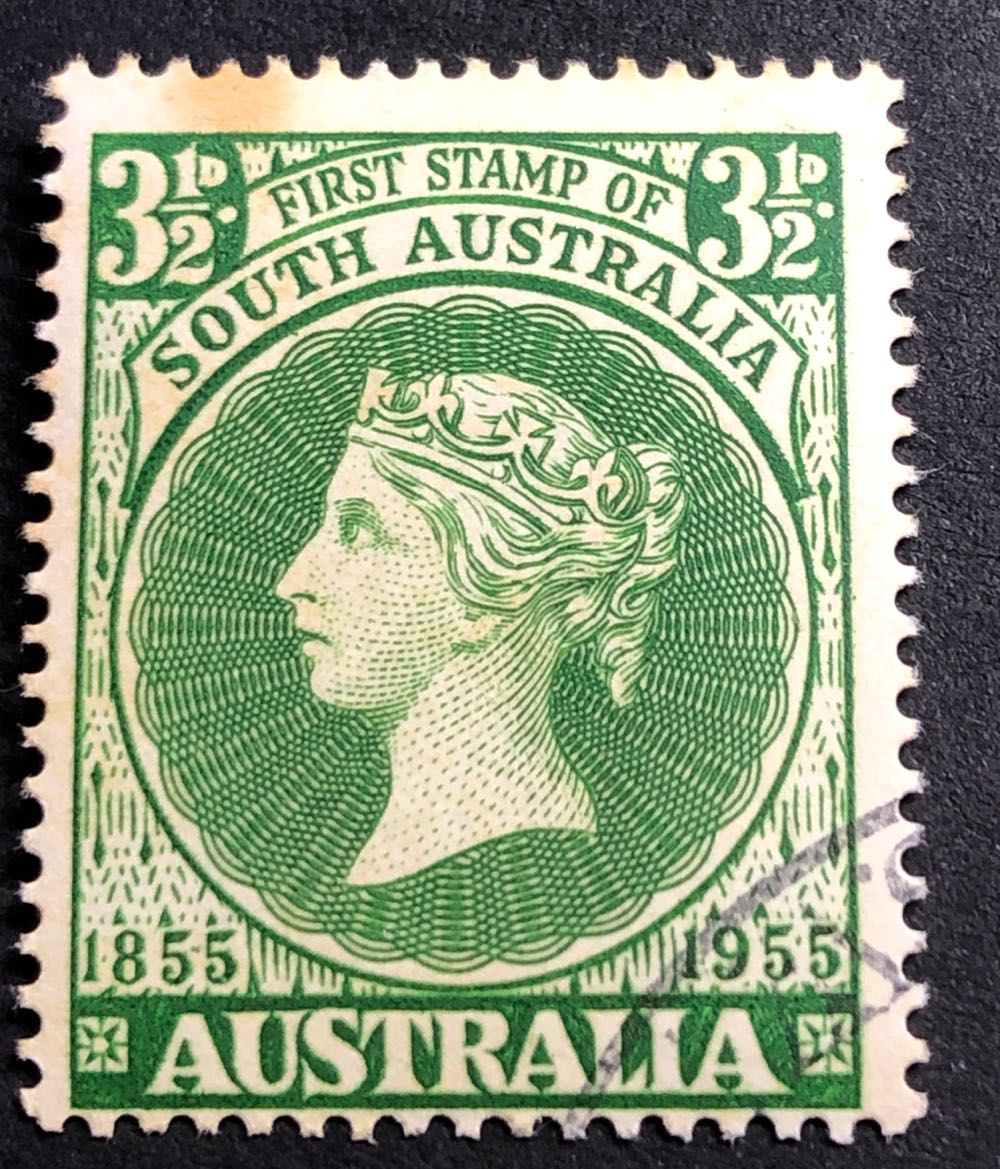 3½D. FIRST STAMP OF 3½D.
SOUTH AUSTRALIA
1855 1955
AUSTRALIA